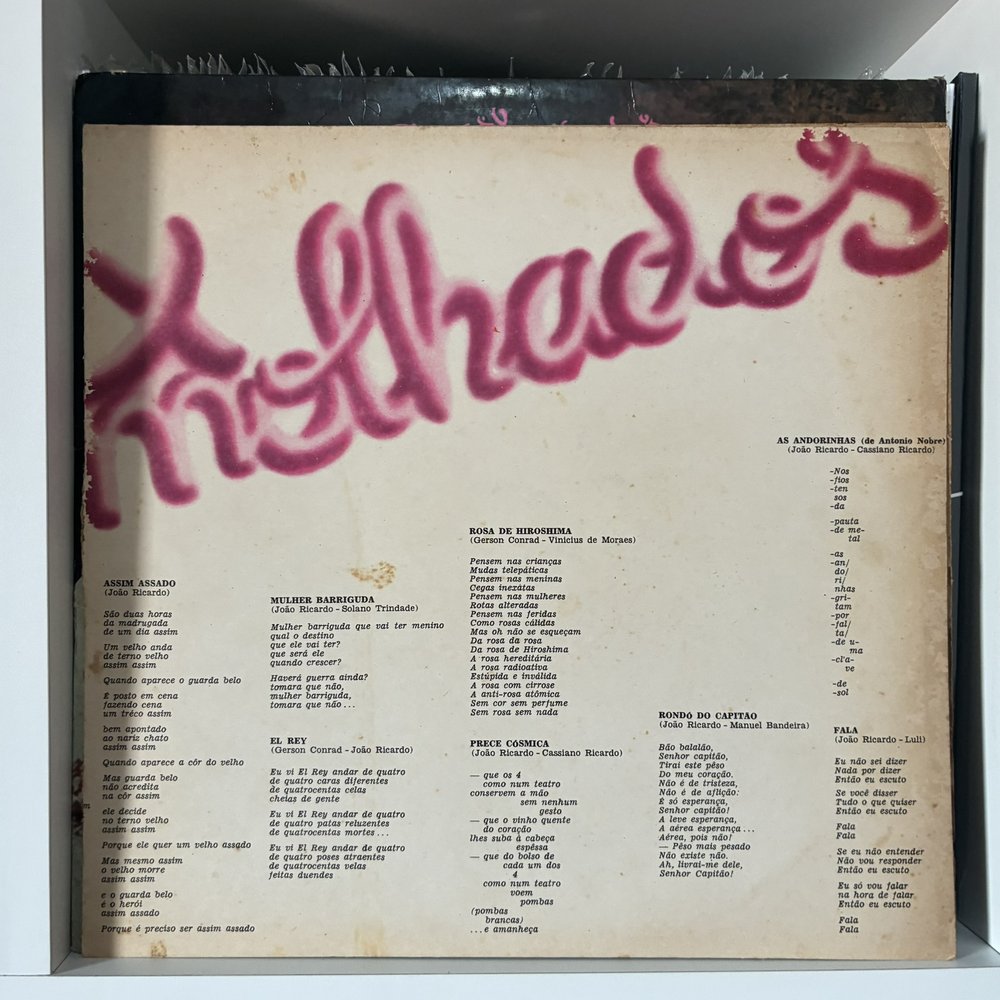 molhados
ASSIM ASSADO
(João Ricardo)
São duas horas
da madrugada
de um dia assim
Um velho anda
de terno velho
assim assim
Quando aparece o guarda belo
É posto em cena
fazendo cena
um tréco assim
bem apontado
ao nariz chato
assim assim
Quando aparece a côr do velho
Mas guarda belo
não acredita
na côr assim
ele decide
no terno velho
assim assim
Porque ele quer um velho assado
Mas mesmo assim
o velho morre
assim assim
e o guarda belo
é o herói
assim assado
Porque é preciso ser assim assado
MULHER BARRIGUDA
(João Ricardo - Solano Trindade)
Mulher barriguda que vai ter menino
qual o destino
que ele vai ter?
que será ele
quando crescer?
Haverá guerra ainda?
tomara que não,
mulher barriguda,
tomara que não...
EL REY
(Gerson Conrad - João Ricardo)
Eu vi El Rey andar de quatro
de quatro caras diferentes
de quatrocentas celas
cheias de gente
Eu vi El Rey andar de quatro
de quatro patas reluzentes
de quatrocentas mortes...
Eu vi El Rey andar de quatro
de quatro poses atraentes
de quatrocentas velas
feitas duendes
ROSA DE HIROSHIMA
(Gerson Conrad - Vinicius de Moraes)
Pensem nas crianças
Mudas telepáticas
Pensem nas meninas
Cegas inexátas
Pensem nas mulheres
Rotas alteradas
Pensem nas feridas
Como rosas cálidas
Mas oh não se esqueçam
Da rosa da rosa
Da rosa de Hiroshima
A rosa hereditária
A rosa radioativa
Estúpida e inválida
A rosa com cirrose
A anti-rosa atômica
Sem cor sem perfume
Sem rosa sem nada
PRECE CÓSMICA
(João Ricardo - Cassiano Ricardo)
— que os 4
como num teatro
conservem a mão
sem nenhum
gesto
— que o vinho quente
do coração
lhes suba à cabeça
espêssa
— que do bolso de
cada um dos
4
como num teatro
voem
pombas
(pombas
brancas)
...e amanheça
RONDÓ DO CAPITAO
(João Ricardo - Manuel Bandeira)
Bão balalão,
Senhor capitão,
Tirai este pêso
Do meu coração.
Não é de tristeza,
Não é de aflição:
É só esperança,
Senhor capitão!
A leve esperança,
A aérea esperança...
Aérea, pois não!
— Pêso mais pesado
Não existe não.
Ah, livrai-me dele,
Senhor Capitão!
AS ANDORINHAS (de Antonio Nobre)
(João Ricardo - Cassiano Ricardo)
-Nos
-fios
-ten
sos
-da
-pauta
-de me-
tal
-as
-an/
do/
ri/
nhas
-gri-
tam
-por
-fal/
ta/
-de u-
ma
-cl'a-
ve
-de
-sol
FALA
(João Ricardo - Luli)
Eu não sei dizer
Nada por dizer
Então eu escuto
Se você disser
Tudo o que quiser
Então eu escuto
Fala
Fala
Se eu não entender
Não vou responder
Então eu escuto
Eu só vou falar
na hora de falar
Então eu escuto
Fala
Fala